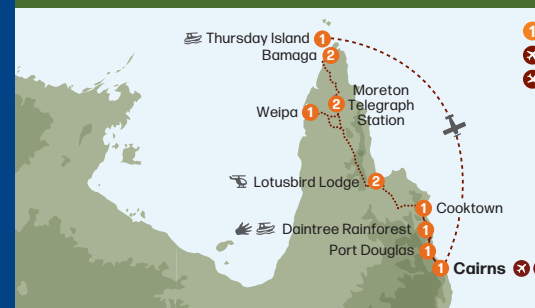 1
Thursday Island 1
Bamaga 2
Moreton
2 Telegraph
Station
Weipa 1
Lotusbird Lodge 2
1 Cooktown
Daintree Rainforest 1
Port Douglas 1
1 Cairns